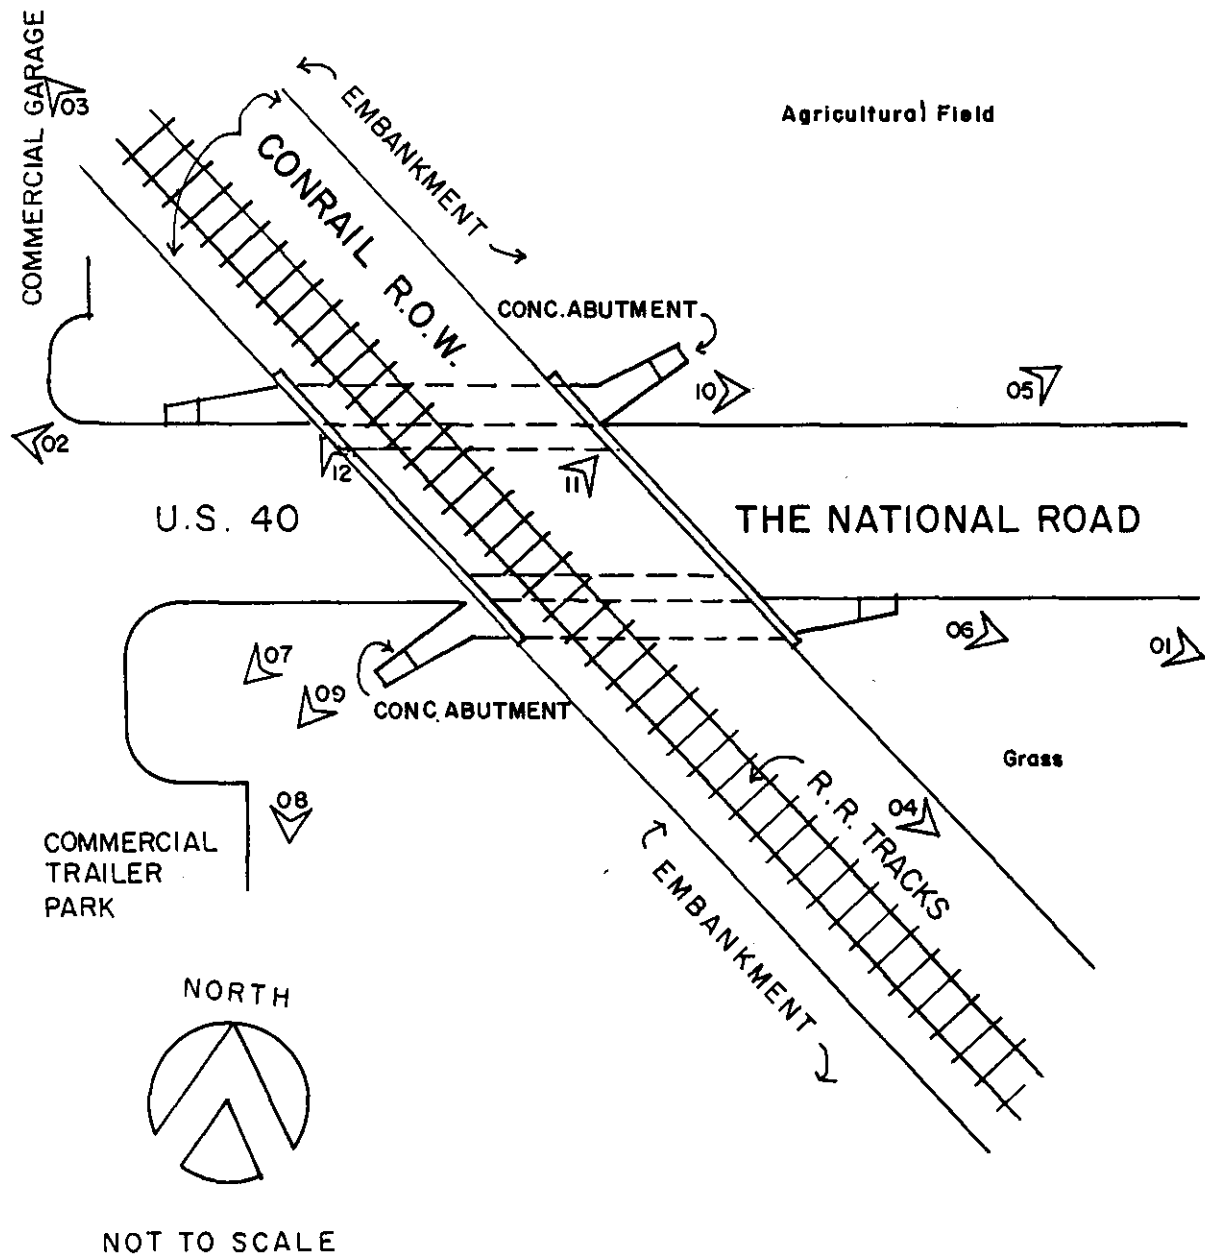 COMMERCIAL GARAGE
03
EMBANKMENT
Agricultural Field
CONRAIL R.O.W.
CONC. ABUTMENT
10
05
02
12
11
U.S. 40
THE NATIONAL ROAD
07
09
CONC. ABUTMENT
06
01
Grass
08
04
R.R. TRACKS
COMMERCIAL
TRAILER
PARK
EMBANKMENT
NORTH
NOT TO SCALE